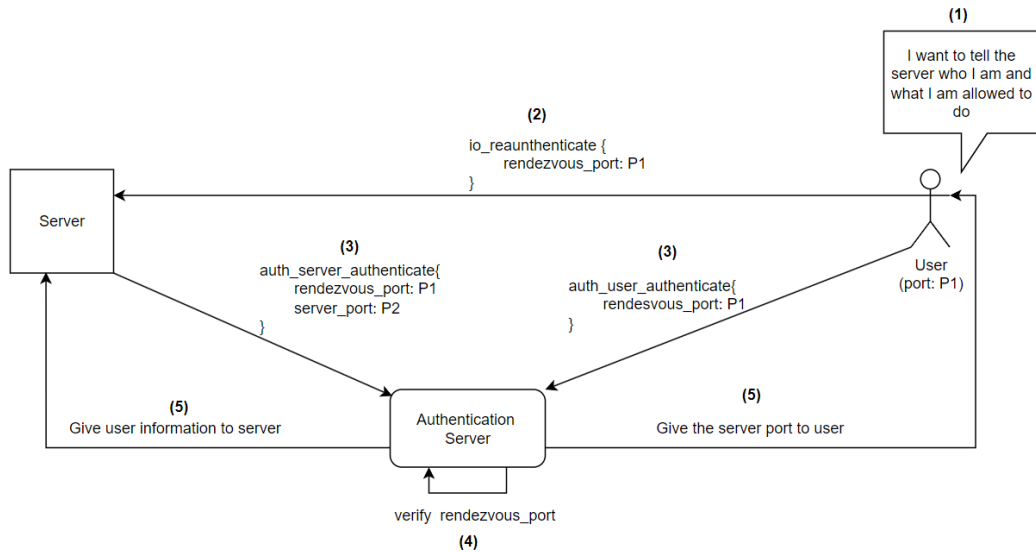 (1)
I want to tell the
server who I am and
what I am allowed to
do
(2)
io_reaunthenticate {
rendezvous_port: P1
}
Server
User
(port: P1)
(3)
auth_server_authenticate{
rendezvous_port: P1
server_port: P2
}
(3)
auth_user_authenticate{
rendesvous_port: P1
}
Authentication
Server
(5)
Give user information to server
(5)
Give the server port to user
verify rendezvous_port
(4)